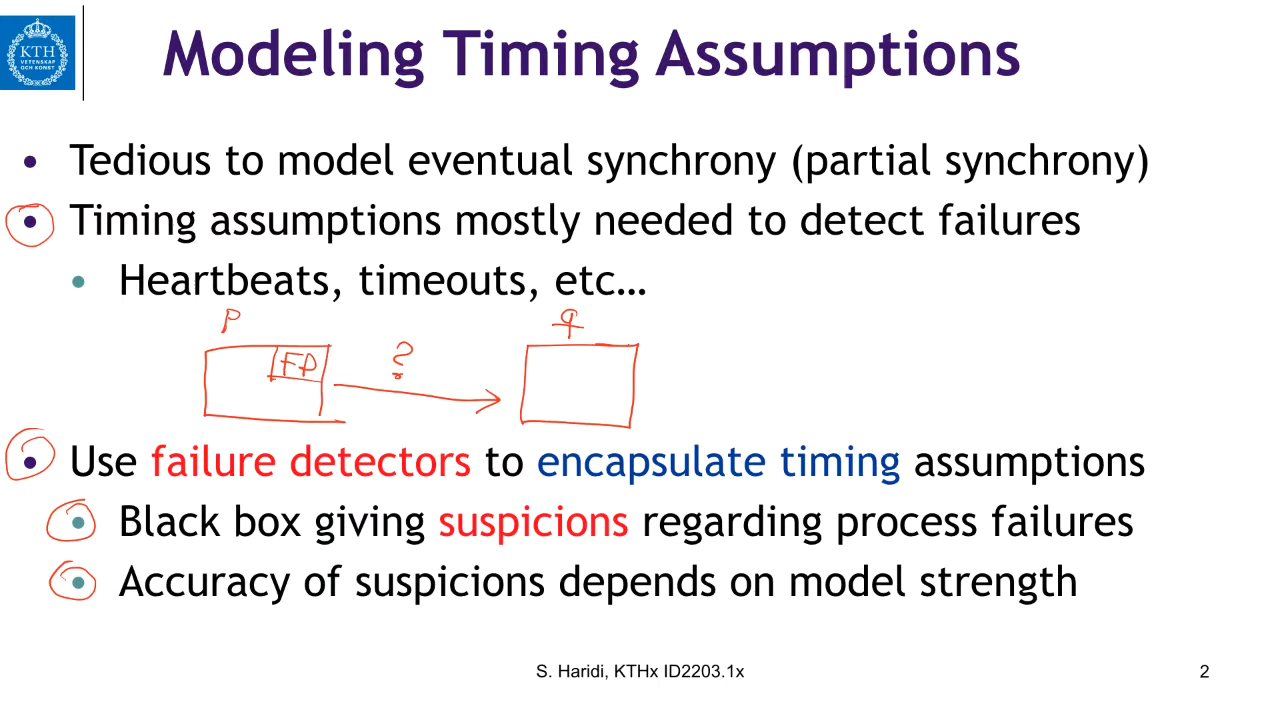 KTH
VETENSKAP
OCH KONST
Modeling Timing Assumptions
• Tedious to model eventual synchrony (partial synchrony)
• Timing assumptions mostly needed to detect failures
• Heartbeats, timeouts, etc…
p q
FD ?
• Use failure detectors to encapsulate timing assumptions
• Black box giving suspicions regarding process failures
• Accuracy of suspicions depends on model strength
S. Haridi, KTHx ID2203.1x 2